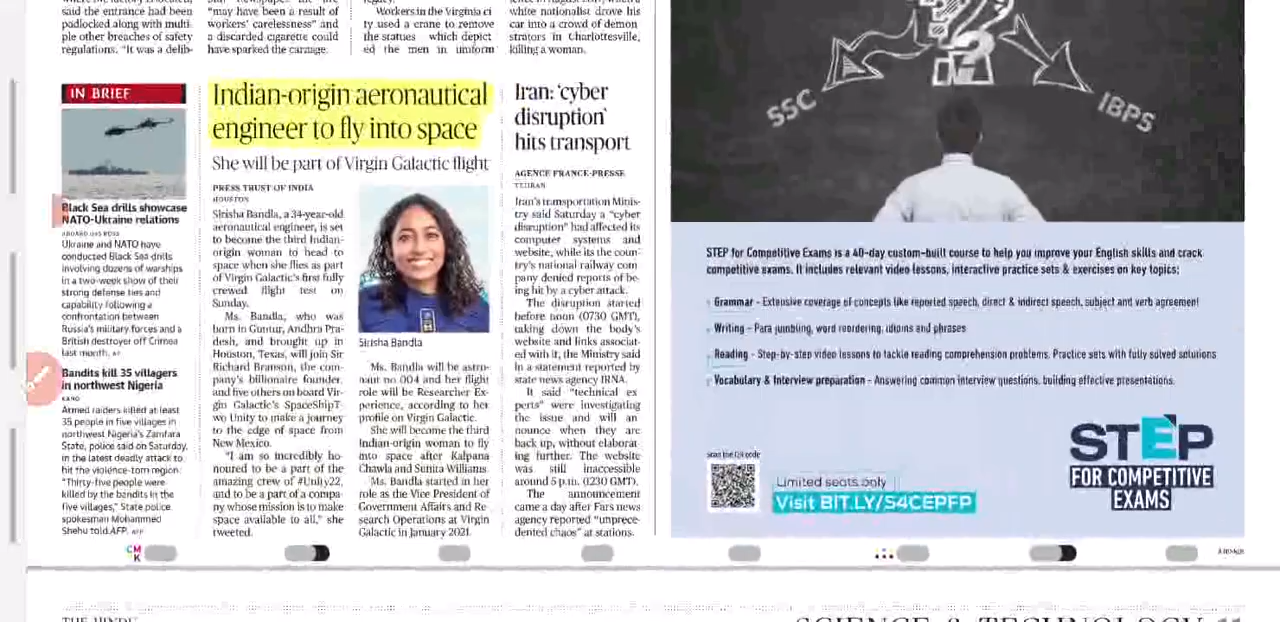 said the entrance had been
padlocked along with multi-
ple other breaches of safety
regulations. "It was a delib-
"may have been a result of
workers' carelessness" and
a discarded cigarette could
have sparked the carnage.
Workers in the Virginia ci
ty used a crane to remove
the statues which depict
ed the men in uniform
white nationalist drove his
car into a crowd of demon
strators in Charlottesville,
killing a woman.
IN BRIEF
Black Sea drills showcase
NATO-Ukraine relations
Ukraine and NATO have
conducted Black Sea drills
involving dozens of warships
in a two-week show of their
strong defense ties and
capability following a
confrontation between
Russia's military forces and a
British destroyer off Crimea
last month. AP
Bandits kill 35 villagers
in northwest Nigeria
KANO
Armed raiders killed at least
35 people in five villages in
northwest Nigeria's Zamfara
State, police said on Saturday,
in the latest deadly attack to
hit the violence-torn region.
"Thirty-five people were
killed by the bandits in the
five villages," State police
spokesman Mohammed
Shehu told AFP. AFP
Indian-origin aeronautical
engineer to fly into space
She will be part of Virgin Galactic flight
PRESS TRUST OF INDIA
HOUSTON
Sirisha Bandla, a 34-year-old
aeronautical engineer, is set
to become the third Indian-
origin woman to head to
space when she flies as part
of Virgin Galactic's first fully
crewed flight test on
Sunday.
Ms. Bandla, who was
born in Guntur, Andhra Pra-
desh, and brought up in
Houston, Texas, will join Sir
Richard Branson, the com-
pany's billionaire founder,
and five others on board Vir-
gin Galactic's SpaceShipT-
wo Unity to make a journey
to the edge of space from
New Mexico.
"I am so incredibly ho-
noured to be a part of the
amazing crew of #Unity22,
and to be a part of a compa-
ny whose mission is to make
space available to all," she
tweeted.
Sirisha Bandla
Ms. Bandla will be astro-
naut no.004 and her flight
role will be Researcher Ex-
perience, according to her
profile on Virgin Galactic.
She will become the third
Indian-origin woman to fly
into space after Kalpana
Chawla and Sunita Williams.
Ms. Bandla started in her
role as the Vice President of
Government Affairs and Re-
search Operations at Virgin
Galactic in January 2021.
Iran: 'cyber
disruption'
hits transport
AGENCE FRANCE-PRESSE
TEHRAN
Iran's transportation Minis-
try said Saturday a "cyber
disruption" had affected its
computer systems and
website, while its the coun-
try's national railway com
pany denied reports of be-
ing hit by a cyber attack.
The disruption started
before noon (0730 GMT),
taking down the body's
website and links associat-
ed with it, the Ministry said
in a statement reported by
state news agency IRNA.
It said "technical ex
perts" were investigating
the issue and will an
nounce when they are
back up, without elaborat-
ing further. The website
was still inaccessible
around 5 p.m. (1230 GMT).
The announcement
came a day after Fars news
agency reported "unprece-
dented chaos" at stations.
SSC
IBPS
STEP for Competitive Exams is a 40-day custom-built course to help you improve your English skills and crack
competitive exams. It includes relevant video lessons, interactive practice sets & exercises on key topics:
Grammar - Extensive coverage of concepts like reported speech, direct & indirect speech, subject and verb agreement
Writing - Para jumbling, word reordering, idioms and phrases
Reading - Step-by-step video lessons to tackle reading comprehension problems. Practice sets with fully solved solutions
Vocabulary & Interview preparation - Answering common interview questions, building effective presentations.
Scan the QR code
Limited seats only
Visit BIT.LY/S4CEPFP
STEP
FOR COMPETITIVE
EXAMS
CM
K
THE HINDU
SCIENCE & TECHNOLOGY 11